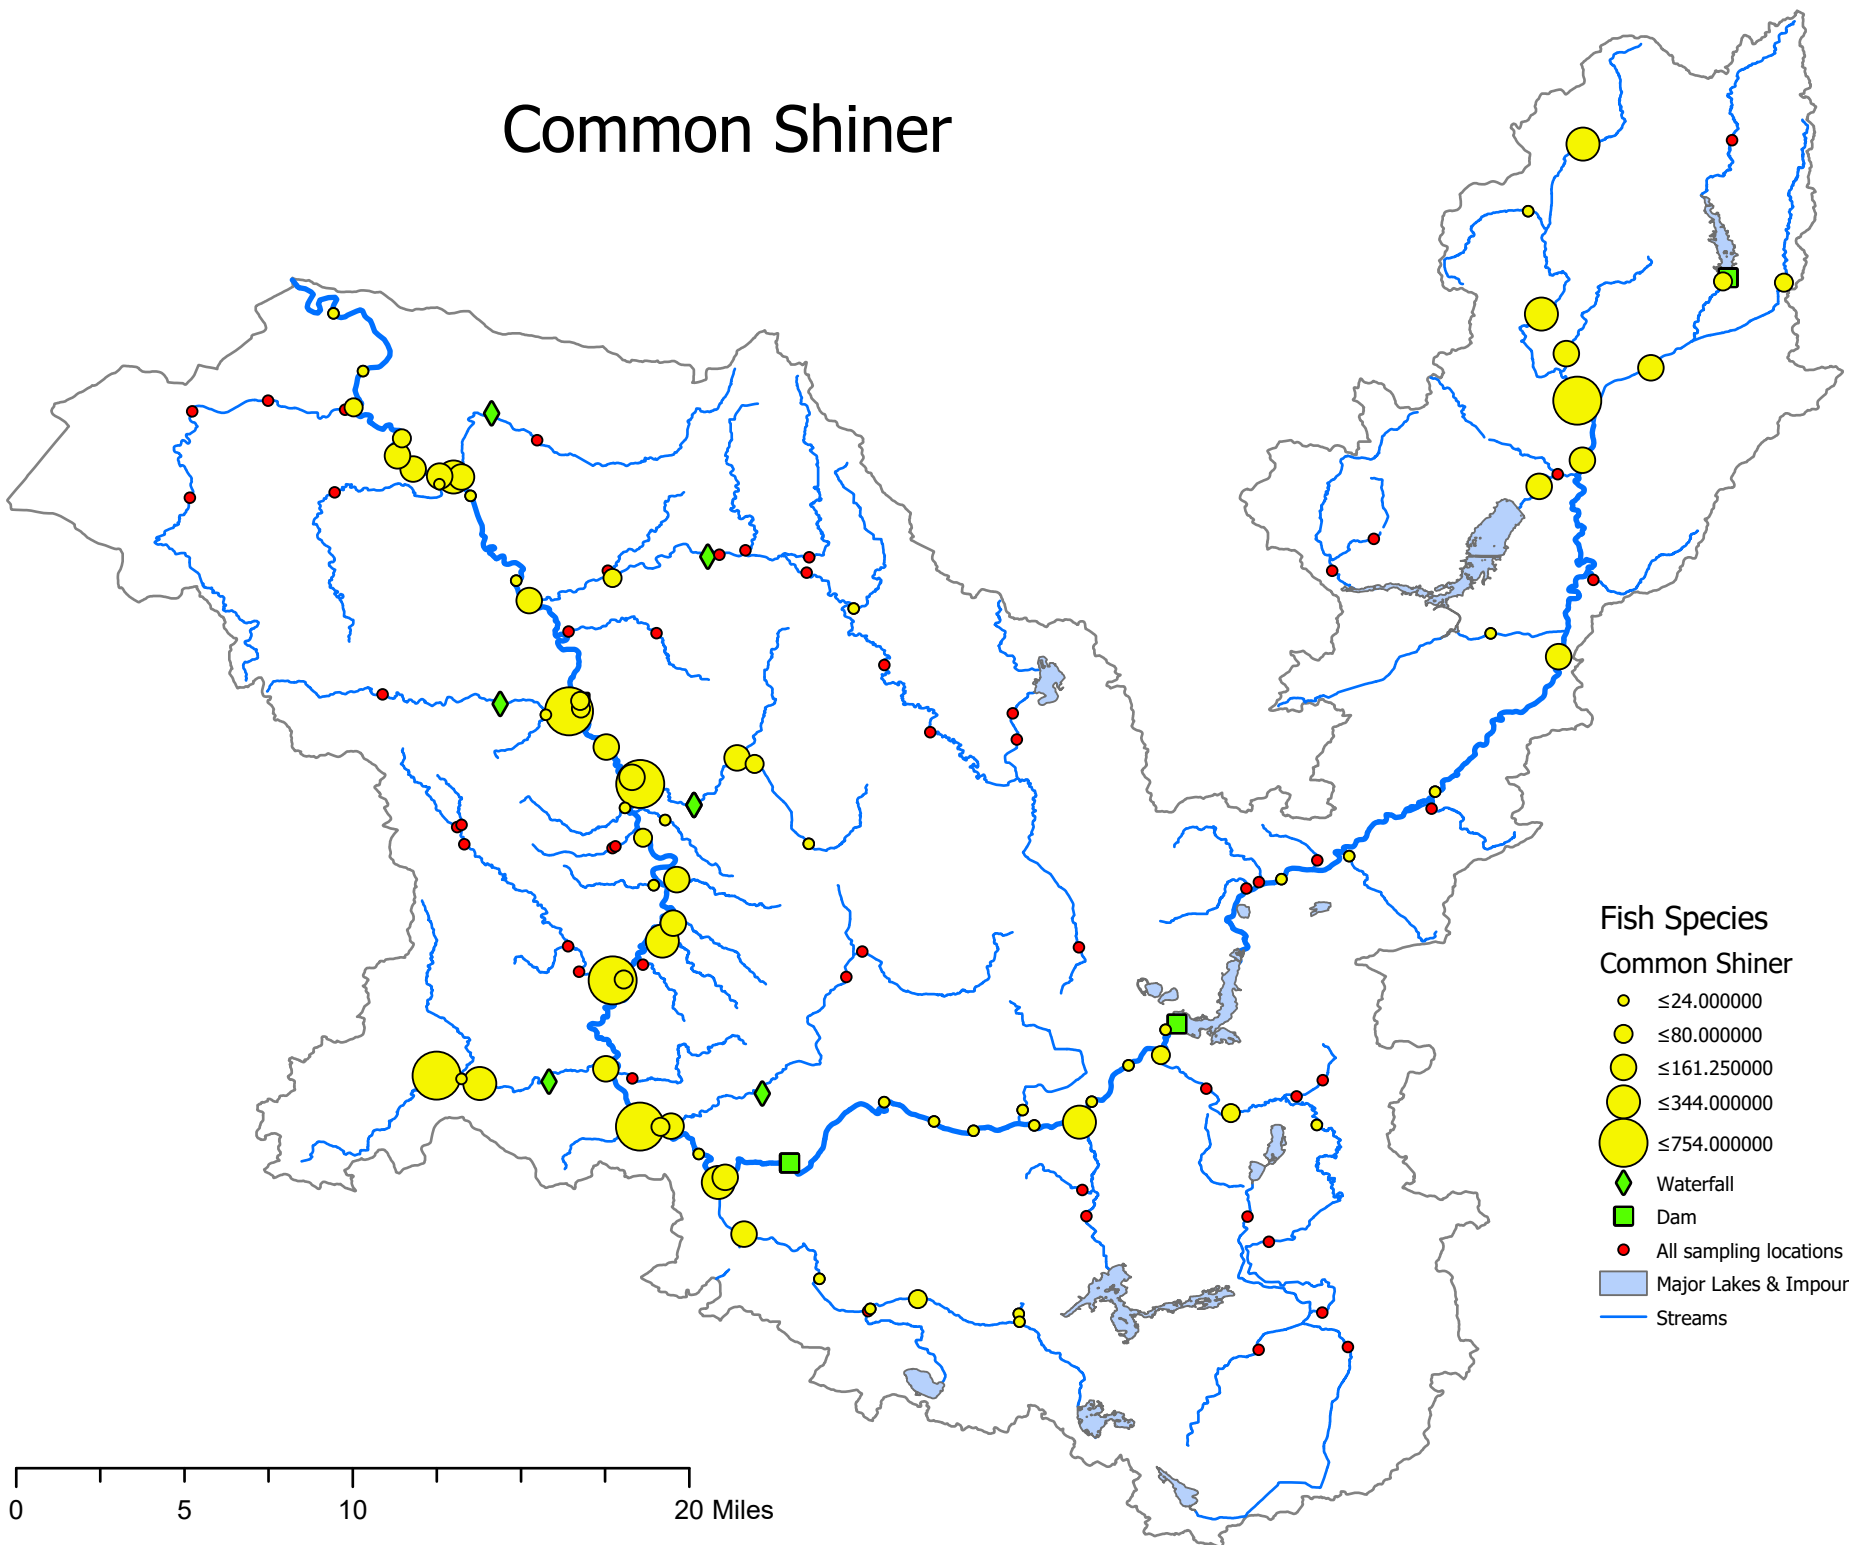 Common Shiner
Fish Species
Common Shiner
≤24.000000
≤80.000000
≤161.250000
≤344.000000
≤754.000000
Waterfall
Dam
All sampling locations
Major Lakes & Impour
Streams
0 5 10 20 Miles